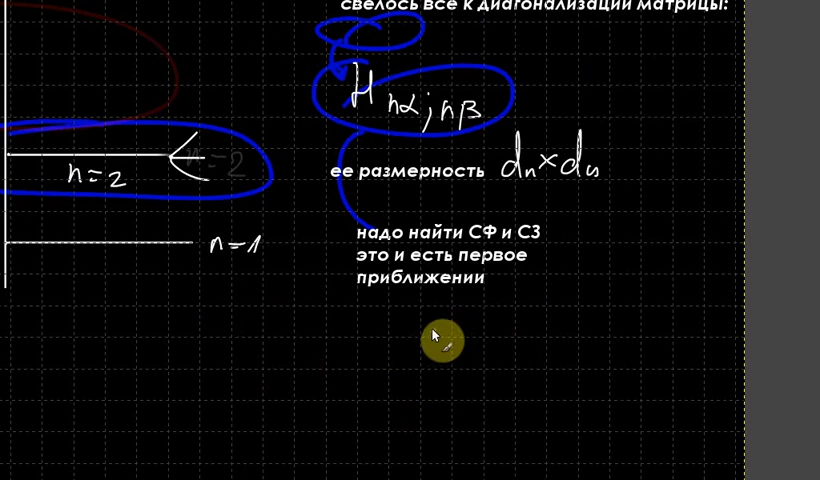 свелось все к диагонализации матрицы:
H nα; nβ
n=2
n=2
ее размерность dₙ×dₙ
надо найти СФ и СЗ
n=1
это и есть первое
приближении